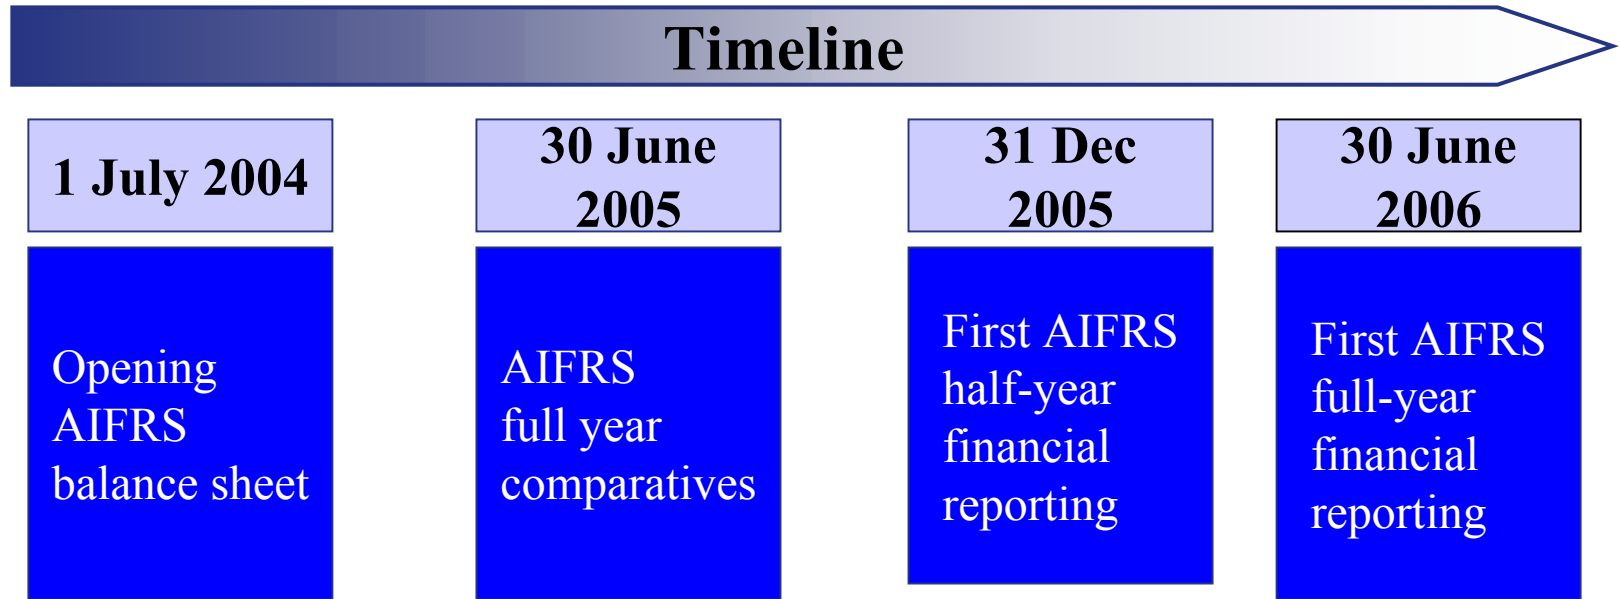 Timeline
1 July 2004
30 June
2005
31 Dec
2005
30 June
2006
Opening
AIFRS
balance sheet
AIFRS
full year
comparatives
First AIFRS
half-year
financial
reporting
First AIFRS
full-year
financial
reporting